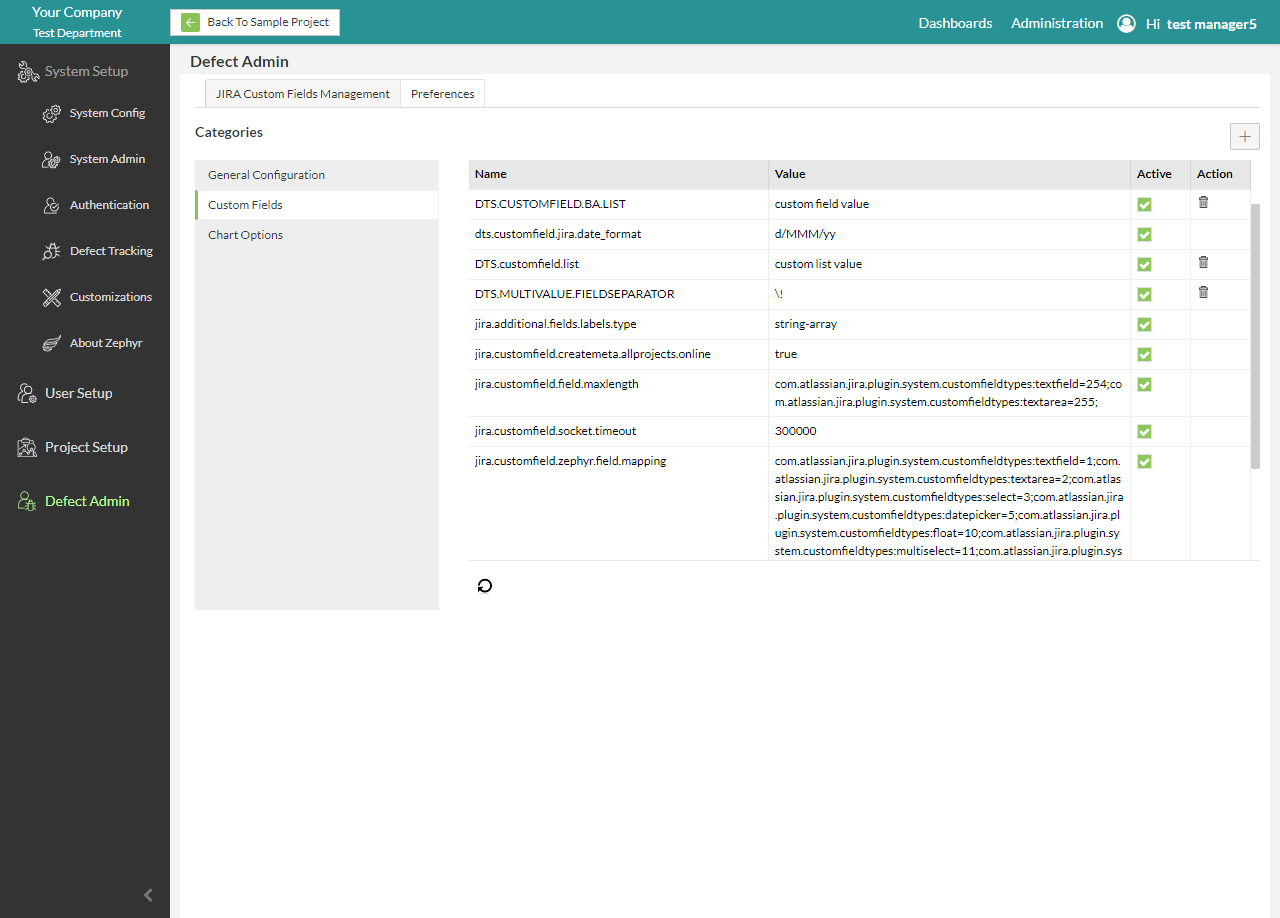 Your Company
Test Department
Back To Sample Project
Dashboards
Administration
Hi test manager5
System Setup
System Config
System Admin
Authentication
Defect Tracking
Customizations
About Zephyr
User Setup
Project Setup
Defect Admin
Defect Admin
JIRA Custom Fields Management
Preferences
Categories
+
General Configuration
Custom Fields
Chart Options
Name Value Active Action
DTS.CUSTOMFIELD.BA.LIST custom field value
dts.customfield.jira.date_format d/MMM/yy
DTS.customfield.list custom list value
DTS.MULTIVALUE.FIELDSEPARATOR \!
jira.additional.fields.labels.type string-array
jira.customfield.createmeta.allprojects.online true
jira.customfield.field.maxlength com.atlassian.jira.plugin.system.customfieldtypes:textfield=254;co
m.atlassian.jira.plugin.system.customfieldtypes:textarea=255;
jira.customfield.socket.timeout 300000
jira.customfield.zephyr.field.mapping com.atlassian.jira.plugin.system.customfieldtypes:textfield=1;com.
atlassian.jira.plugin.system.customfieldtypes:textarea=2;com.atlas
sian.jira.plugin.system.customfieldtypes:select=3;com.atlassian.jira
.plugin.system.customfieldtypes:datepicker=5;com.atlassian.jira.pl
ugin.system.customfieldtypes:float=10;com.atlassian.jira.plugin.sy
stem.customfieldtypes:multiselect=11;com.atlassian.jira.plugin.sys